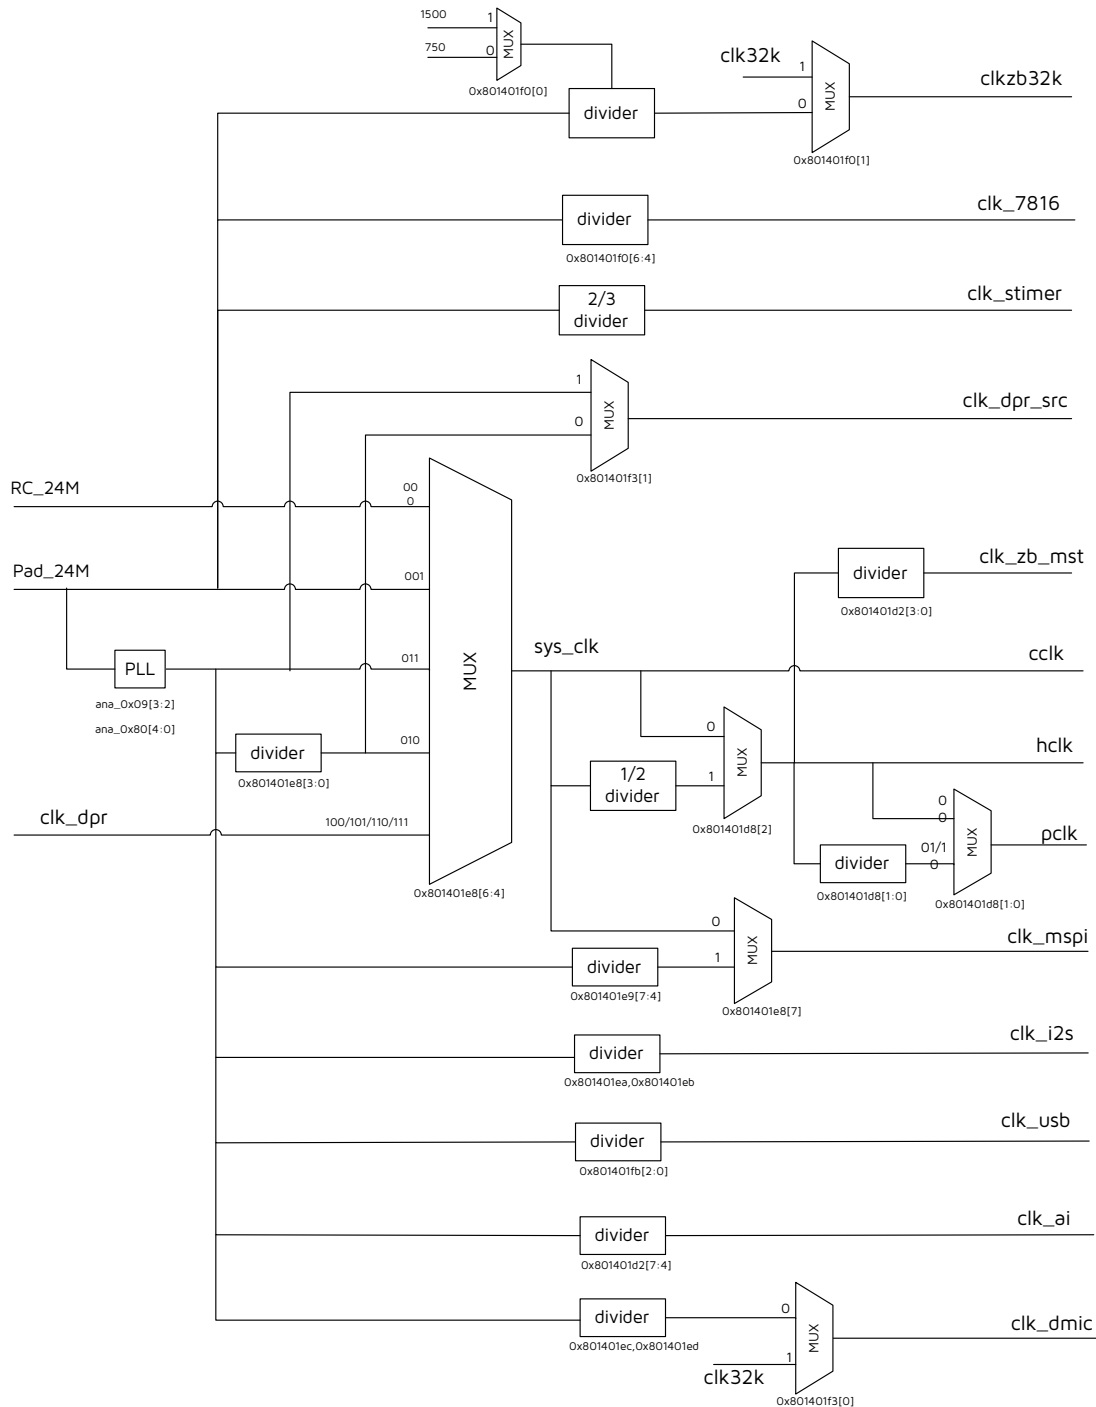 1500
1
MUX
750
0
0x801401f0[0]
clk32k
1
clkzb32k
MUX
0
divider
0x801401f0[1]
clk_7816
divider
0x801401f0[6:4]
clk_stimer
2/3
divider
1
clk_dpr_src
MUX
0
0x801401f3[1]
RC_24M
00
0
Pad_24M
001
clk_zb_mst
divider
0x801401d2[3:0]
sys_clk
cclk
011
MUX
PLL
ana_0x09[3:2]
ana_0x80[4:0]
0
hclk
010
divider
MUX
1/2
divider
1
0x801401e8[3:0]
0x801401d8[2]
0
0
clk_dpr
100/101/110/111
pclk
MUX
01/1
0
divider
0x801401e8[6:4]
0x801401d8[1:0]
0x801401d8[1:0]
0
clk_mspi
MUX
1
divider
0x801401e9[7:4]
0x801401e8[7]
clk_i2s
divider
0x801401ea,0x801401eb
clk_usb
divider
0x801401fb[2:0]
clk_ai
divider
0x801401d2[7:4]
0
clk_dmic
divider
MUX
0x801401ec,0x801401ed
1
clk32k
0x801401f3[0]